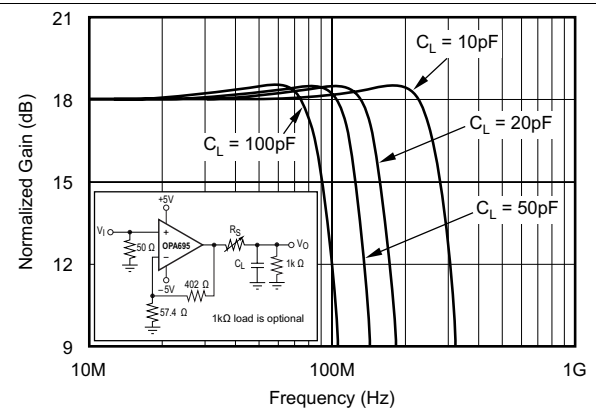 21
18
15
12
9
Normalized Gain (dB)
C_L = 10pF
C_L = 20pF
C_L = 100pF
C_L = 50pF
+5V
V_I
50 Ω
+
OPA695
−
R_S
V_O
C_L
1k Ω
−5V
402 Ω
57.4 Ω
1kΩ load is optional
10M
100M
1G
Frequency (Hz)